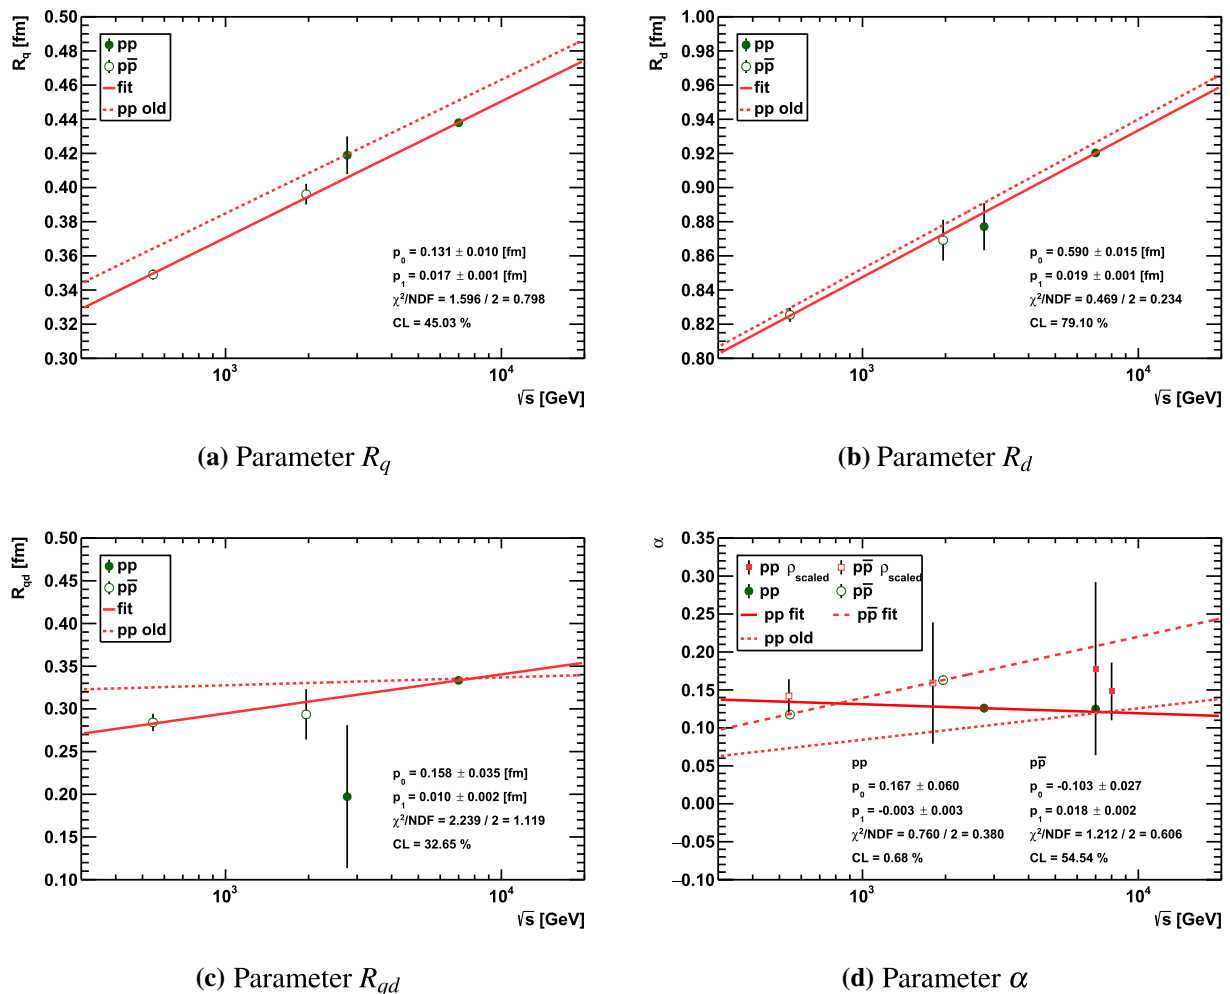 0.50
0.48
0.46
0.44
0.42
0.40
0.38
0.36
0.34
0.32
0.30
R_q [fm]
pp
pp̅
fit
pp old
p_0 = 0.131 ± 0.010 [fm]
p_1 = 0.017 ± 0.001 [fm]
χ²/NDF = 1.596 / 2 = 0.798
CL = 45.03 %
10³
10⁴
√s [GeV]
(a) Parameter R_q
1.00
0.98
0.96
0.94
0.92
0.90
0.88
0.86
0.84
0.82
0.80
R_d [fm]
pp
pp̅
fit
pp old
p_0 = 0.590 ± 0.015 [fm]
p_1 = 0.019 ± 0.001 [fm]
χ²/NDF = 0.469 / 2 = 0.234
CL = 79.10 %
10³
10⁴
√s [GeV]
(b) Parameter R_d
0.50
0.45
0.40
0.35
0.30
0.25
0.20
0.15
0.10
R_qd [fm]
pp
pp̅
fit
pp old
p_0 = 0.158 ± 0.035 [fm]
p_1 = 0.010 ± 0.002 [fm]
χ²/NDF = 2.239 / 2 = 1.119
CL = 32.65 %
10³
10⁴
√s [GeV]
(c) Parameter R_qd
0.35
0.30
0.25
0.20
0.15
0.10
0.05
0.00
−0.05
−0.10
α
pp ρ_scaled pp̅ ρ_scaled
pp pp̅
pp fit pp̅ fit
pp old
pp
p_0 = 0.167 ± 0.060
p_1 = -0.003 ± 0.003
χ²/NDF = 0.760 / 2 = 0.380
CL = 0.68 %
pp̅
p_0 = -0.103 ± 0.027
p_1 = 0.018 ± 0.002
χ²/NDF = 1.212 / 2 = 0.606
CL = 54.54 %
10³
10⁴
√s [GeV]
(d) Parameter α